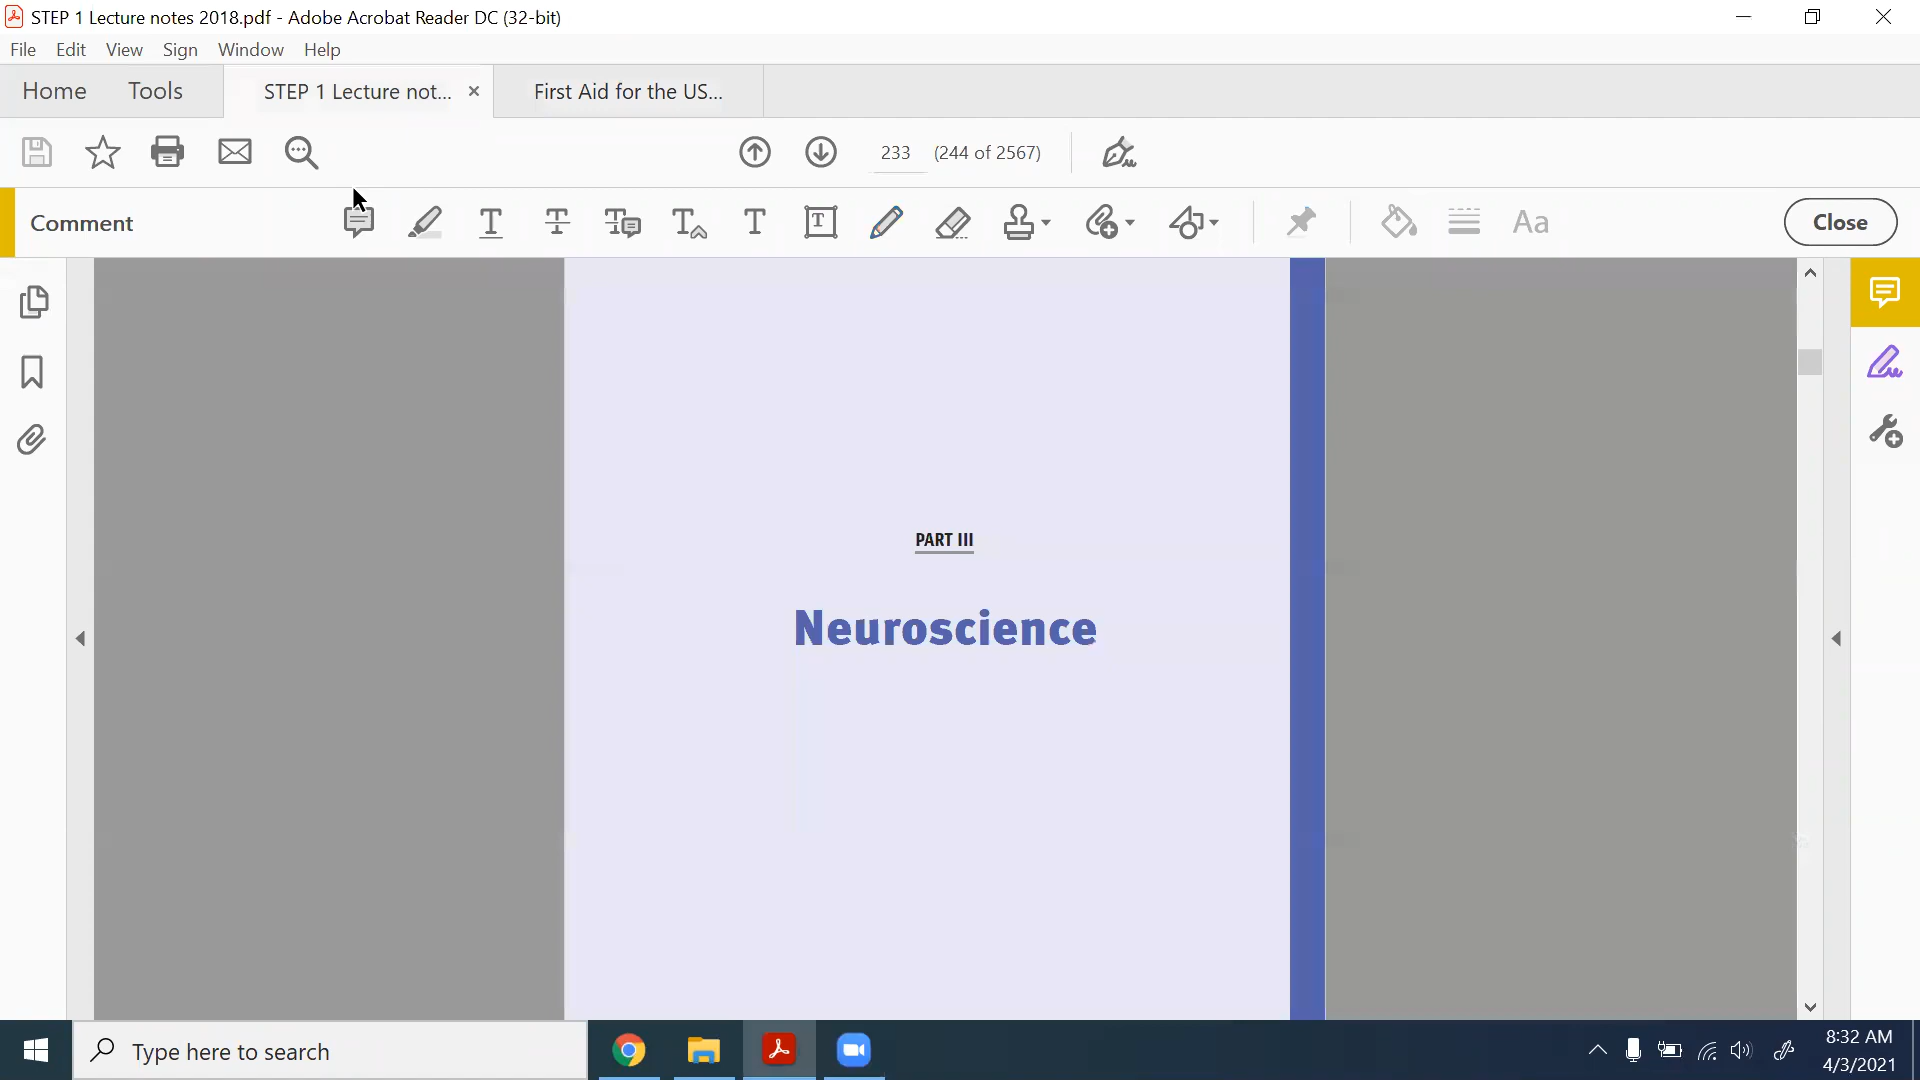 STEP 1 Lecture notes 2018.pdf - Adobe Acrobat Reader DC (32-bit)
File Edit View Sign Window Help
Home Tools STEP 1 Lecture not... × First Aid for the US...
233 (244 of 2567)
Comment Aa Close
PART III
Neuroscience
Type here to search
8:32 AM
4/3/2021